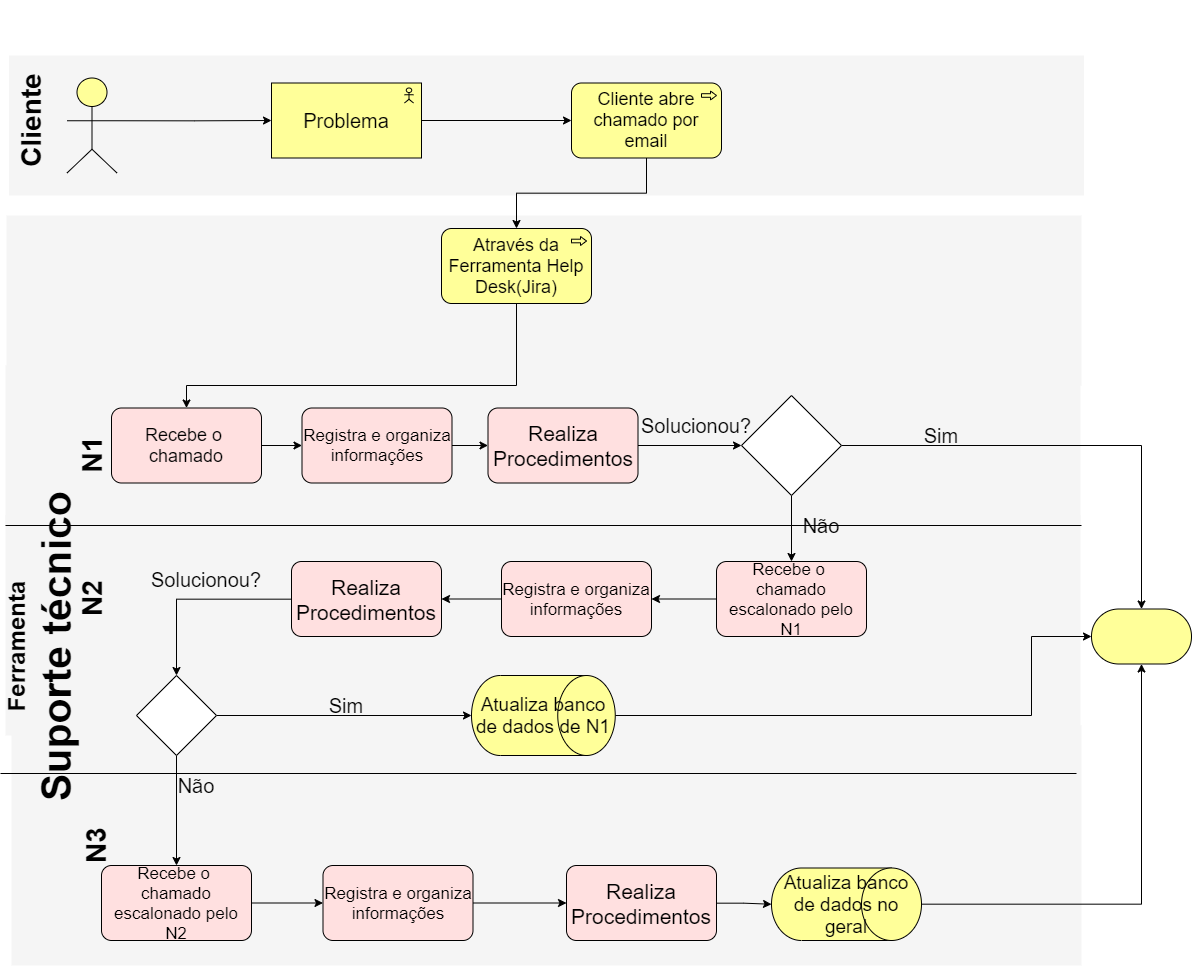 Cliente
Problema
Cliente abre
chamado por
email
Através da
Ferramenta Help
Desk(Jira)
Ferramenta
Suporte técnico
N1
Recebe o
chamado
Registra e organiza
informações
Realiza
Procedimentos
Solucionou?
Sim
Não
N2
Recebe o
chamado
escalonado pelo
N1
Registra e organiza
informações
Realiza
Procedimentos
Solucionou?
Sim
Atualiza banco
de dados de N1
Não
N3
Recebe o
chamado
escalonado pelo
N2
Registra e organiza
informações
Realiza
Procedimentos
Atualiza banco
de dados no
geral